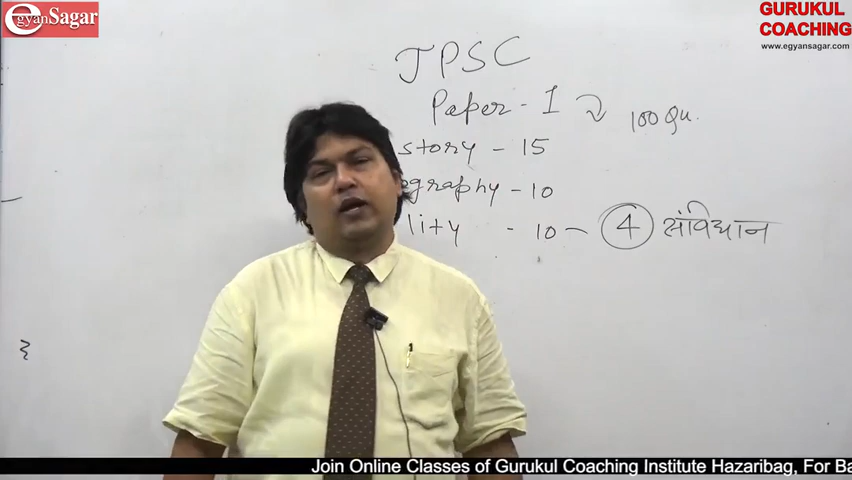 egyanSagar
GURUKUL
COACHING
www.egyansagar.com
JPSC
Paper - I 100 Qu.
story - 15
graphy - 10
lity - 10 - 4 संविधान
Join Online Classes of Gurukul Coaching Institute Hazaribag, For Ba